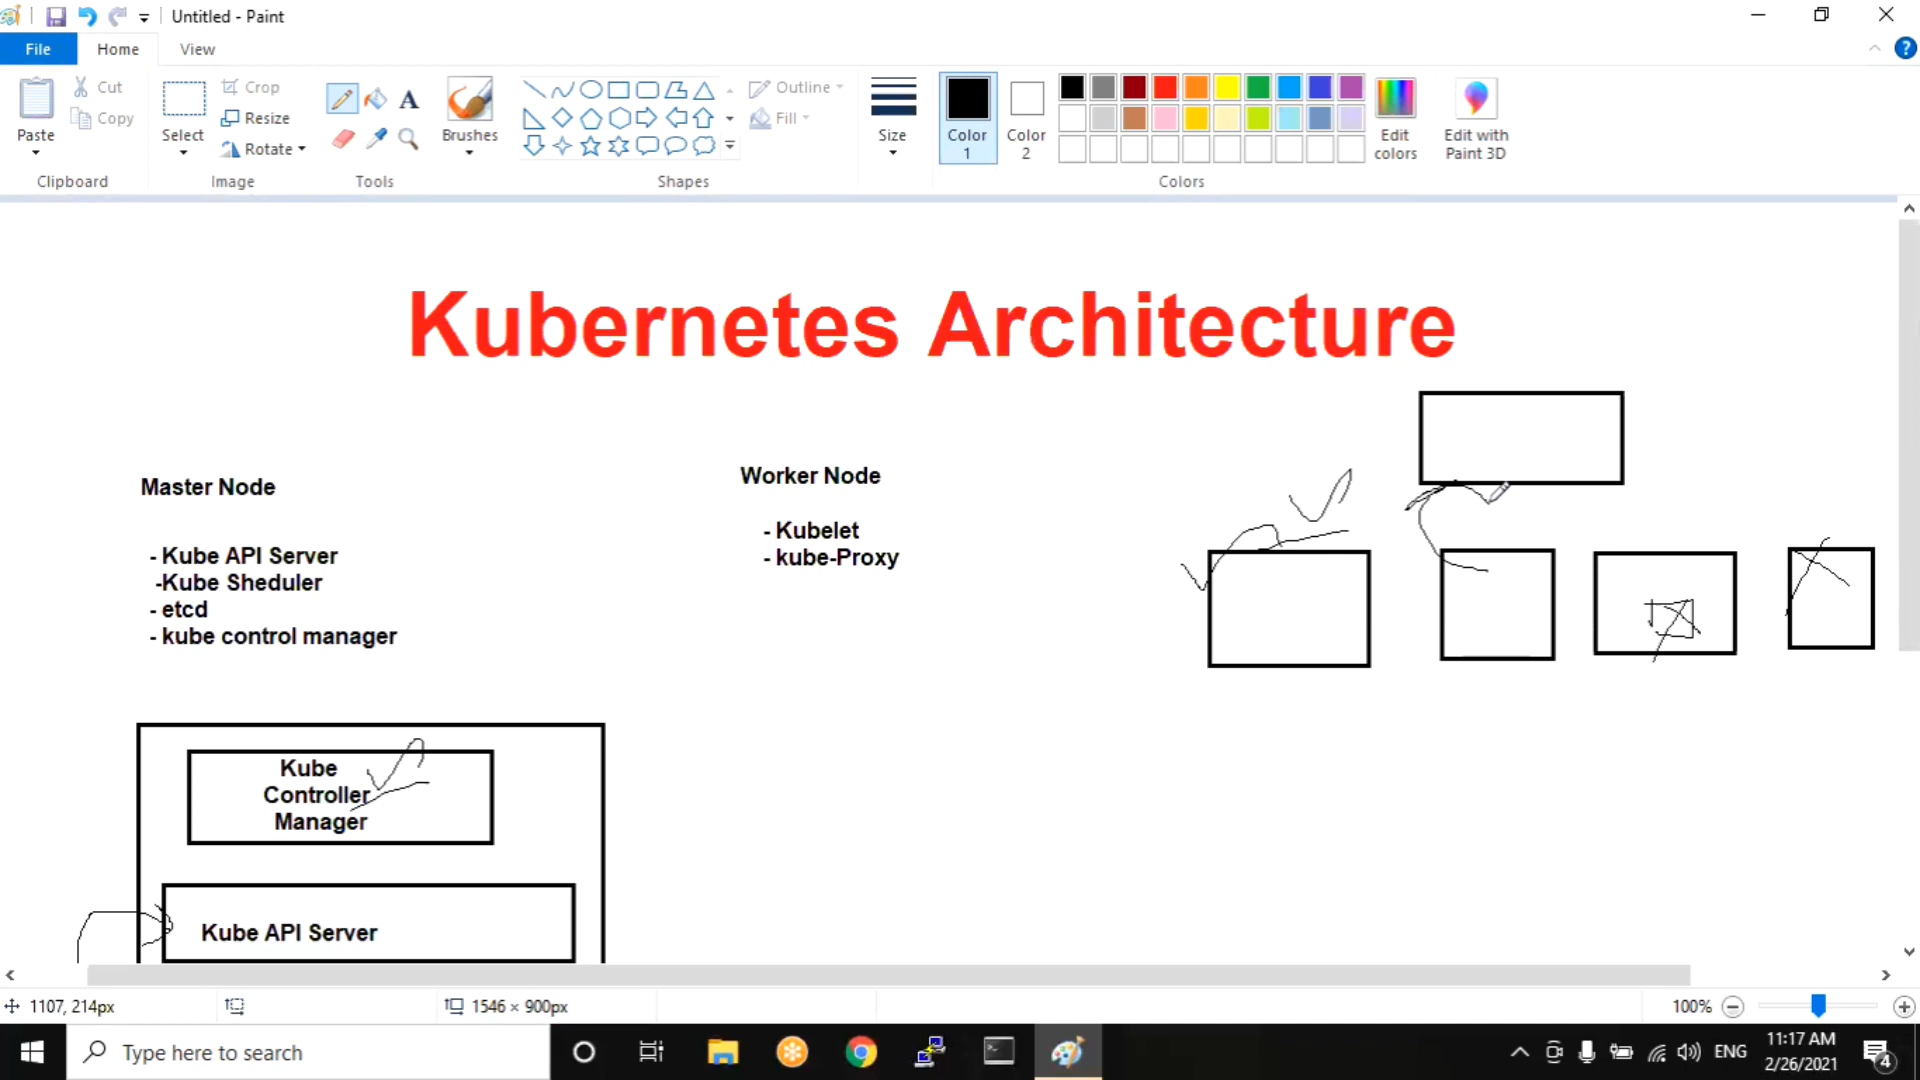 Untitled - Paint
File
Home
View
Paste
Cut
Copy
Clipboard
Select
Crop
Resize
Rotate
Image
A
Tools
Brushes
Shapes
Outline
Fill
Size
Color 1
Color 2
Edit colors
Edit with Paint 3D
Colors
?
Kubernetes Architecture
Master Node
- Kube API Server
-Kube Sheduler
- etcd
- kube control manager
Worker Node
- Kubelet
- kube-Proxy
Kube
Controller
Manager
Kube API Server
1107, 214px
1546 × 900px
100%
Type here to search
ENG
11:17 AM
2/26/2021
4